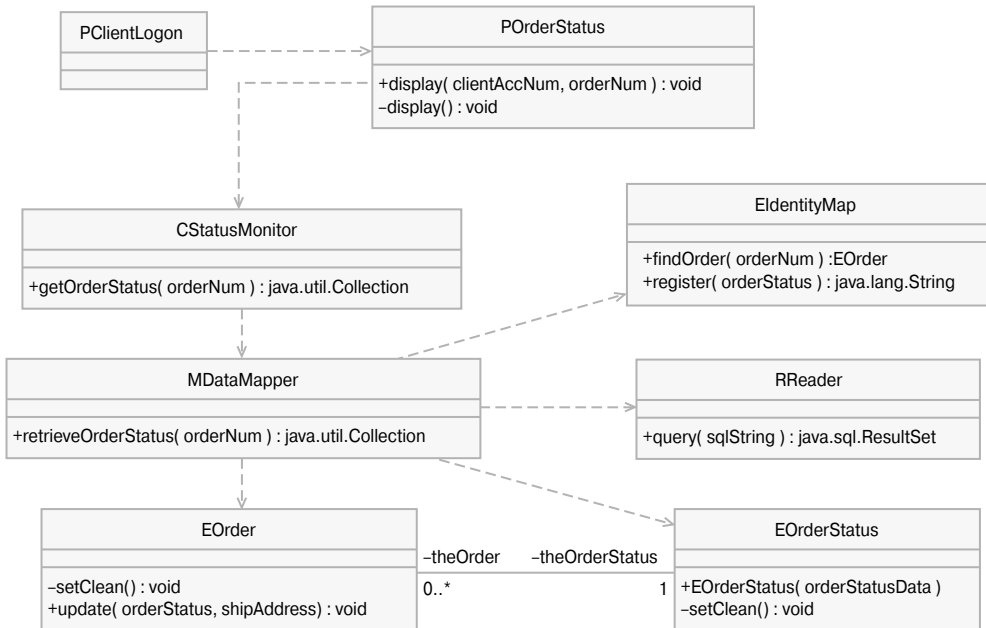 PClientLogon
POrderStatus
+display( clientAccNum, orderNum ) : void
–display() : void
CStatusMonitor
+getOrderStatus( orderNum ) : java.util.Collection
EIdentityMap
+findOrder( orderNum ) :EOrder
+register( orderStatus ) : java.lang.String
MDataMapper
+retrieveOrderStatus( orderNum ) : java.util.Collection
RReader
+query( sqlString ) : java.sql.ResultSet
EOrder
–setClean() : void
+update( orderStatus, shipAddress) : void
–theOrder
–theOrderStatus
0..*
1
EOrderStatus
+EOrderStatus( orderStatusData )
–setClean() : void